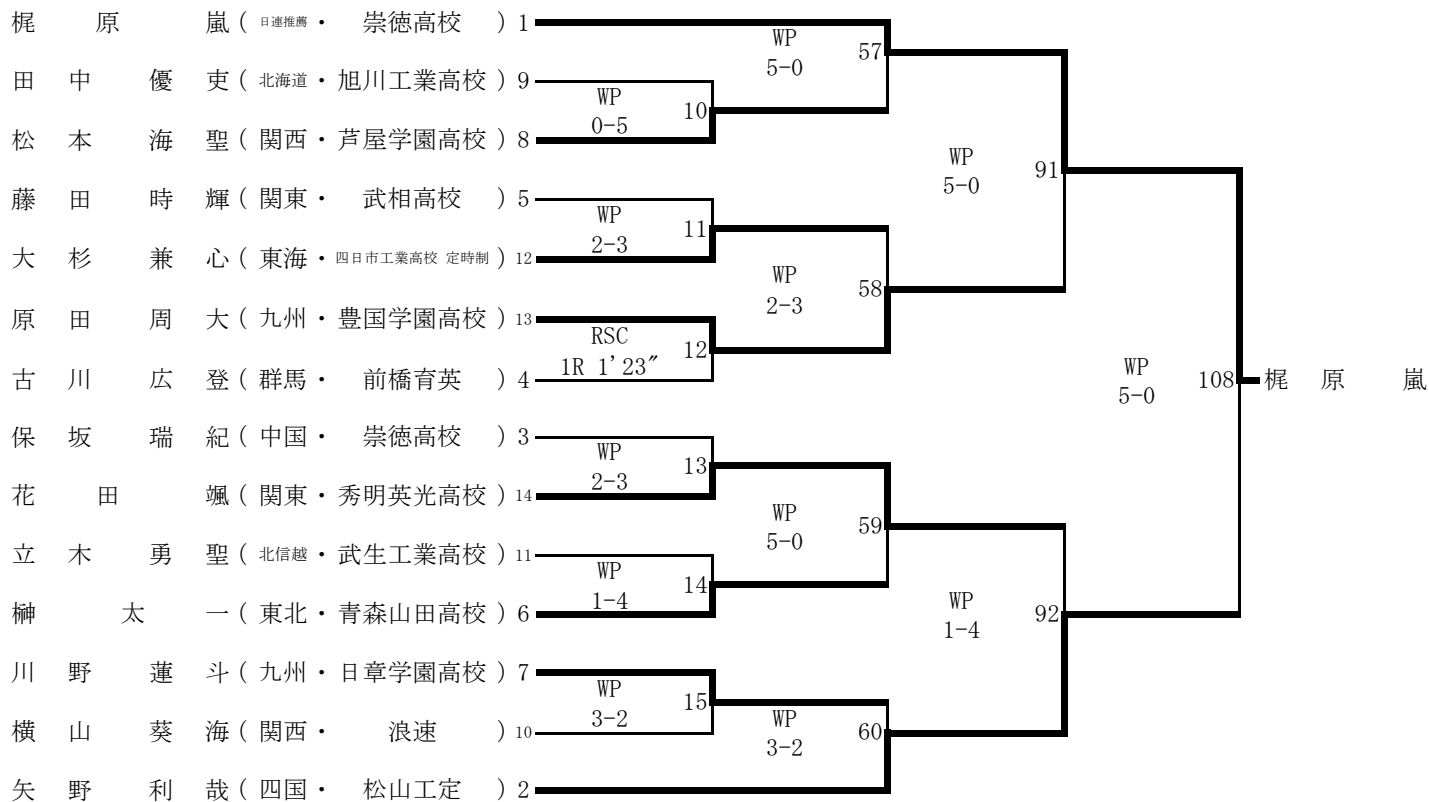 梶原嵐(日連推薦・崇徳高校)1
WP
5-0
57
田中優吏(北海道・旭川工業高校)9
WP
0-5
10
松本海聖(関西・芦屋学園高校)8
WP
5-0
91
藤田時輝(関東・武相高校)5
WP
2-3
11
大杉兼心(東海・四日市工業高校 定時制)12
WP
2-3
58
原田周大(九州・豊国学園高校)13
RSC
1R 1'23″
12
古川広登(群馬・前橋育英)4
WP
5-0
108
梶原嵐
保坂瑞紀(中国・崇徳高校)3
WP
2-3
13
花田颯(関東・秀明英光高校)14
WP
5-0
59
立木勇聖(北信越・武生工業高校)11
WP
1-4
14
榊太一(東北・青森山田高校)6
WP
1-4
92
川野蓮斗(九州・日章学園高校)7
WP
3-2
15
横山葵海(関西・浪速)10
WP
3-2
60
矢野利哉(四国・松山工定)2